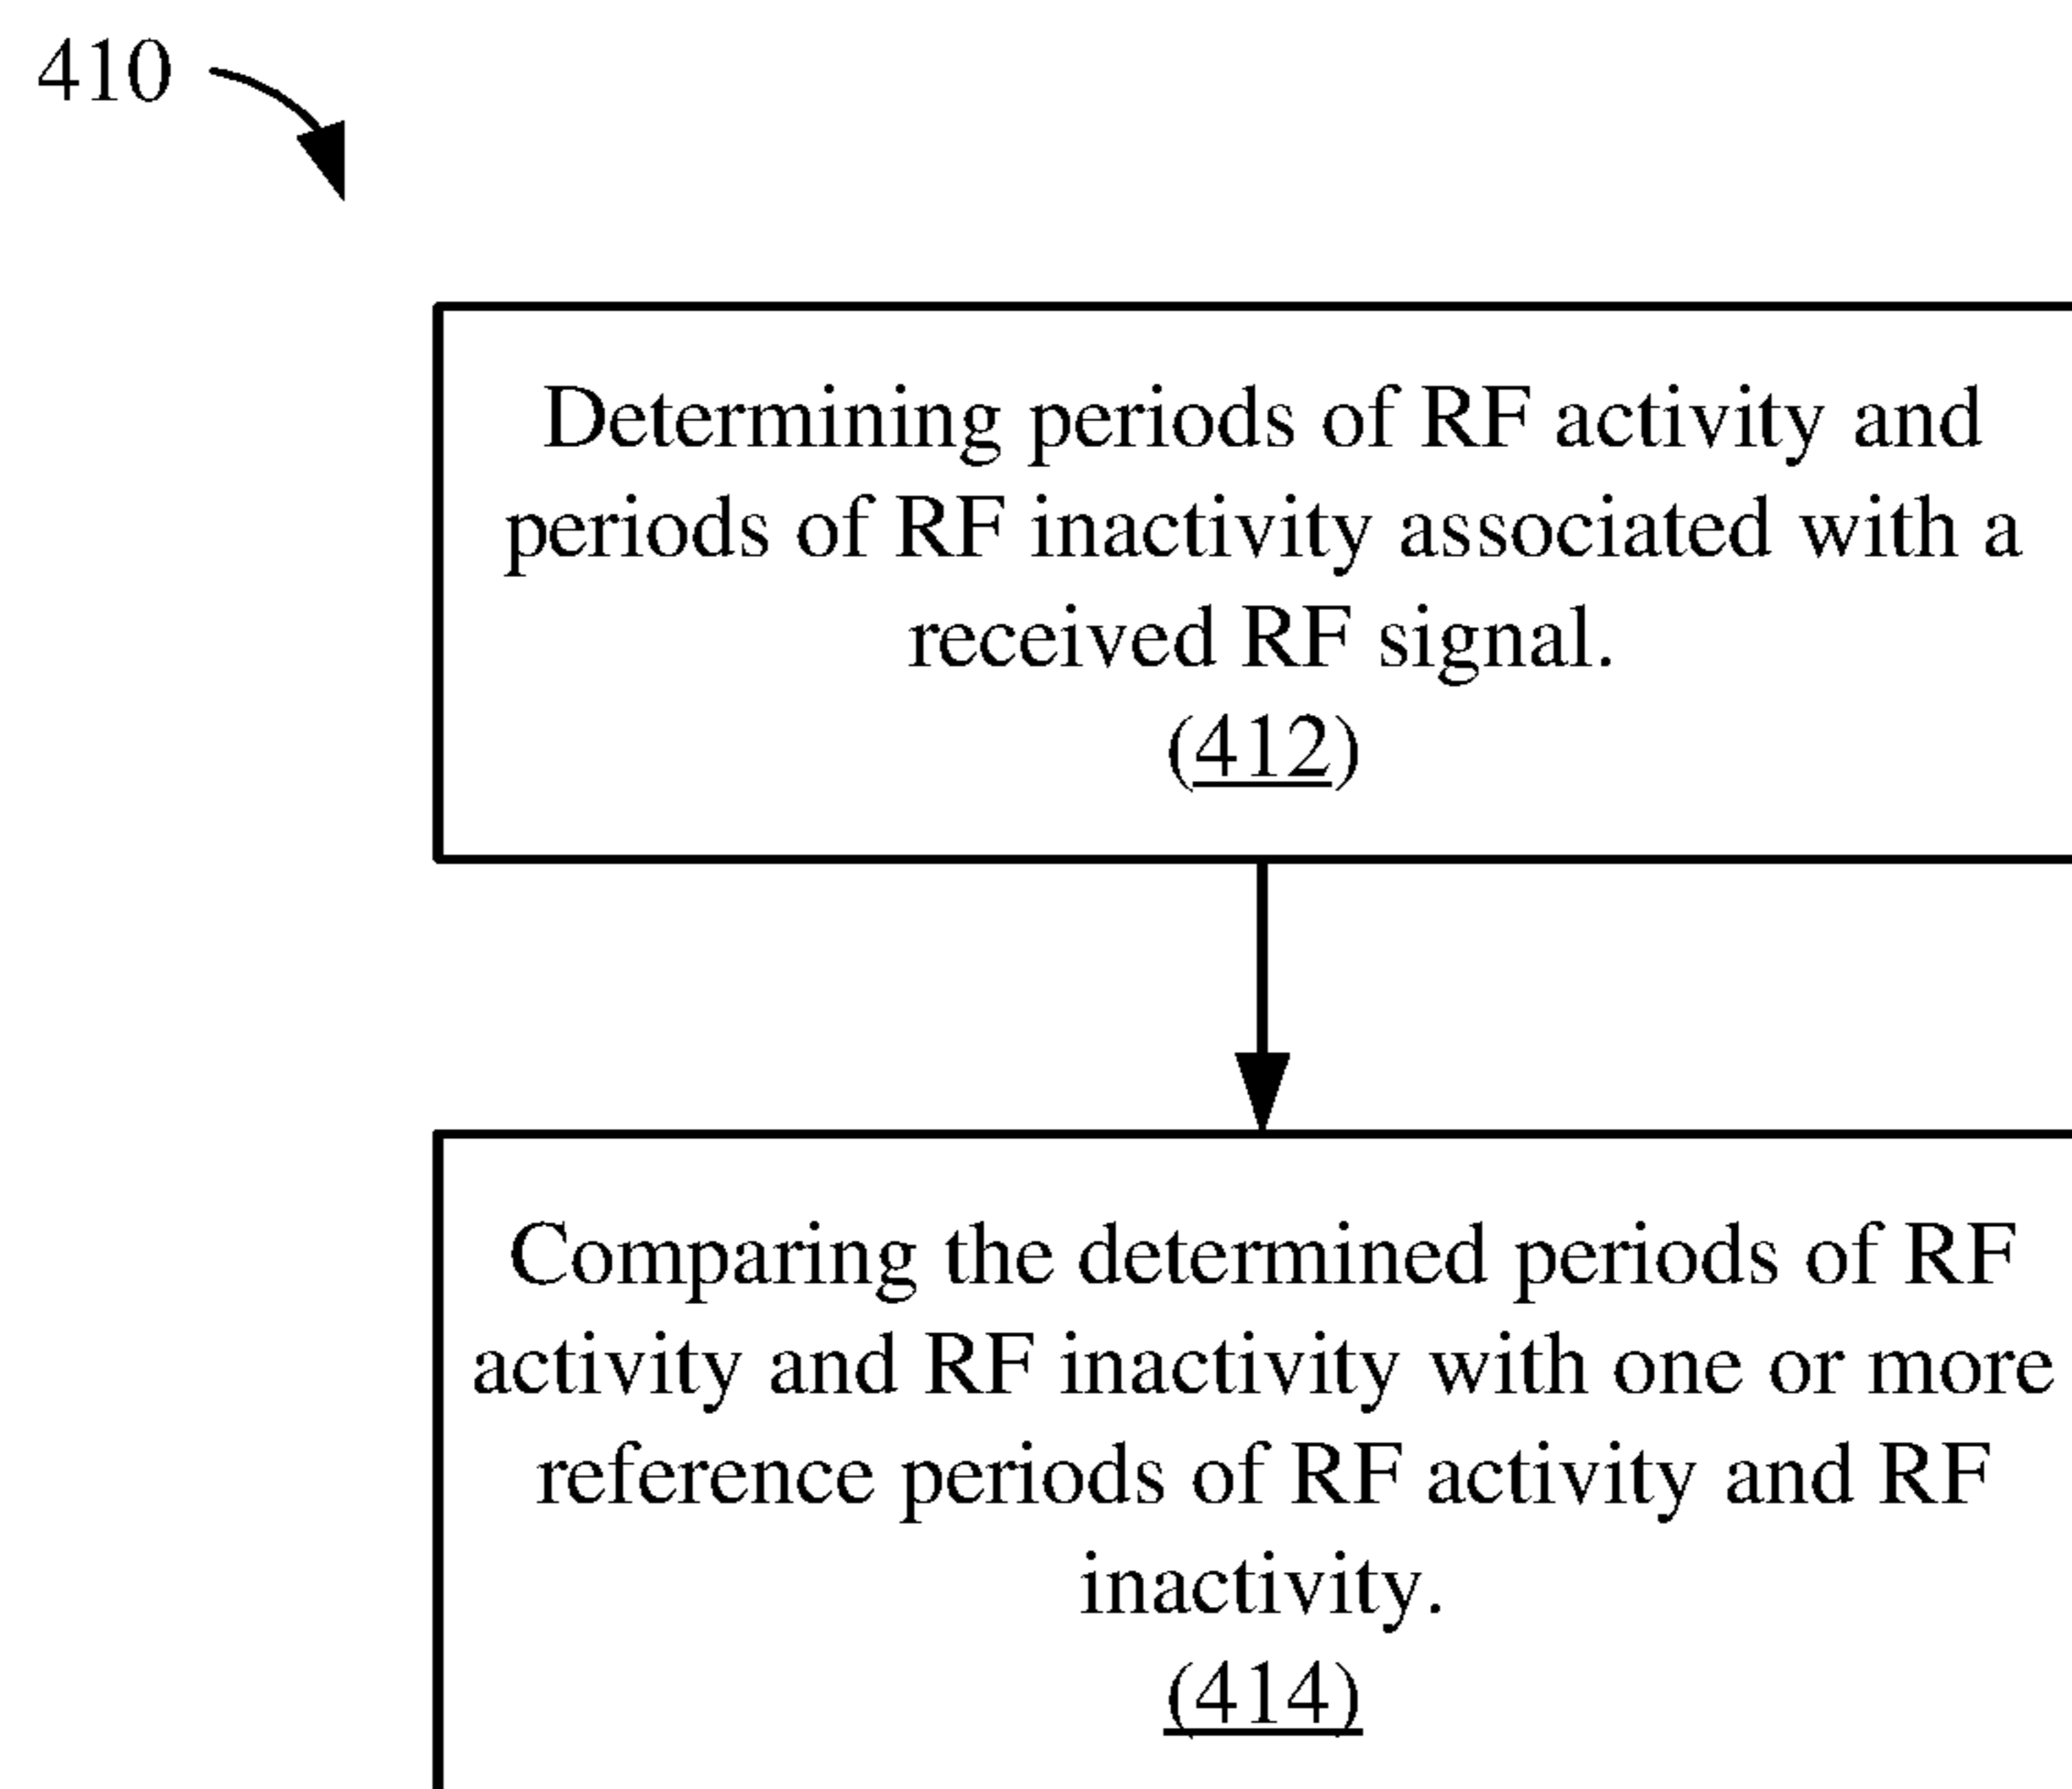 410
Determining periods of RF activity and
periods of RF inactivity associated with a
received RF signal.
(412)
Comparing the determined periods of RF
activity and RF inactivity with one or more
reference periods of RF activity and RF
inactivity.
(414)